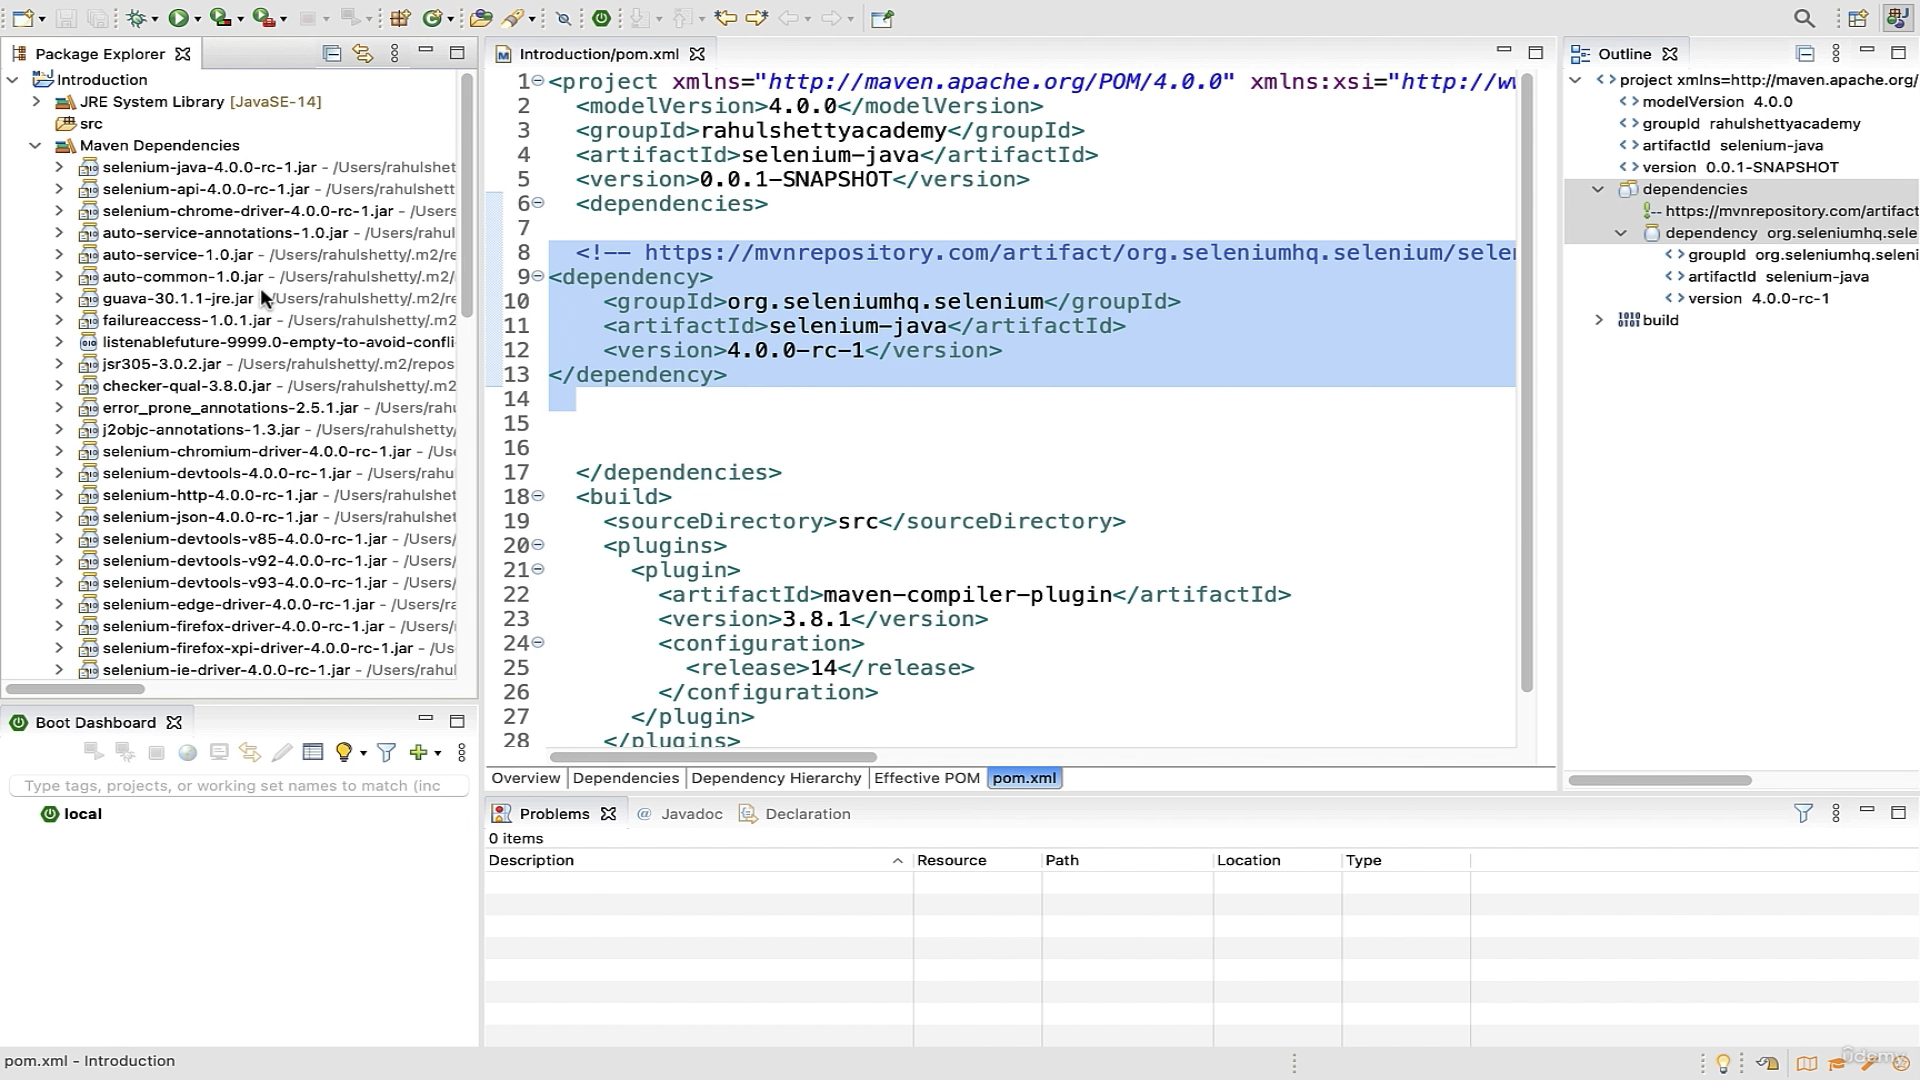 Package Explorer
Introduction
JRE System Library [JavaSE-14]
src
Maven Dependencies
selenium-java-4.0.0-rc-1.jar - /Users/rahulshet
selenium-api-4.0.0-rc-1.jar - /Users/rahulshett
selenium-chrome-driver-4.0.0-rc-1.jar - /Users
auto-service-annotations-1.0.jar - /Users/rahul
auto-service-1.0.jar - /Users/rahulshetty/.m2/re
auto-common-1.0.jar - /Users/rahulshetty/.m2/
guava-30.1.1-jre.jar - /Users/rahulshetty/.m2/re
failureaccess-1.0.1.jar - /Users/rahulshetty/.m2
listenablefuture-9999.0-empty-to-avoid-confli
jsr305-3.0.2.jar - /Users/rahulshetty/.m2/repos
checker-qual-3.8.0.jar - /Users/rahulshetty/.m2
error_prone_annotations-2.5.1.jar - /Users/rahu
j2objc-annotations-1.3.jar - /Users/rahulshetty/
selenium-chromium-driver-4.0.0-rc-1.jar - /Use
selenium-devtools-4.0.0-rc-1.jar - /Users/rahul
selenium-http-4.0.0-rc-1.jar - /Users/rahulshet
selenium-json-4.0.0-rc-1.jar - /Users/rahulshet
selenium-devtools-v85-4.0.0-rc-1.jar - /Users/
selenium-devtools-v92-4.0.0-rc-1.jar - /Users/
selenium-devtools-v93-4.0.0-rc-1.jar - /Users/
selenium-edge-driver-4.0.0-rc-1.jar - /Users/ra
selenium-firefox-driver-4.0.0-rc-1.jar - /Users/
selenium-firefox-xpi-driver-4.0.0-rc-1.jar - /Us
selenium-ie-driver-4.0.0-rc-1.jar - /Users/rahul
Boot Dashboard
Type tags, projects, or working set names to match (inc
local
Introduction/pom.xml
1 <project xmlns="http://maven.apache.org/POM/4.0.0" xmlns:xsi="http://ww
2 <modelVersion>4.0.0</modelVersion>
3 <groupId>rahulshettyacademy</groupId>
4 <artifactId>selenium-java</artifactId>
5 <version>0.0.1-SNAPSHOT</version>
6 <dependencies>
7
8 <!-- https://mvnrepository.com/artifact/org.seleniumhq.selenium/seler
9 <dependency>
10 <groupId>org.seleniumhq.selenium</groupId>
11 <artifactId>selenium-java</artifactId>
12 <version>4.0.0-rc-1</version>
13 </dependency>
14
15
16
17 </dependencies>
18 <build>
19 <sourceDirectory>src</sourceDirectory>
20 <plugins>
21 <plugin>
22 <artifactId>maven-compiler-plugin</artifactId>
23 <version>3.8.1</version>
24 <configuration>
25 <release>14</release>
26 </configuration>
27 </plugin>
28 </plugins>
Overview Dependencies Dependency Hierarchy Effective POM pom.xml
Problems @ Javadoc Declaration
0 items
Description Resource Path Location Type
Outline
project xmlns=http://maven.apache.org/
modelVersion 4.0.0
groupId rahulshettyacademy
artifactId selenium-java
version 0.0.1-SNAPSHOT
dependencies
https://mvnrepository.com/artifact
dependency org.seleniumhq.sele
groupId org.seleniumhq.seleni
artifactId selenium-java
version 4.0.0-rc-1
build
pom.xml - Introduction
Udemy